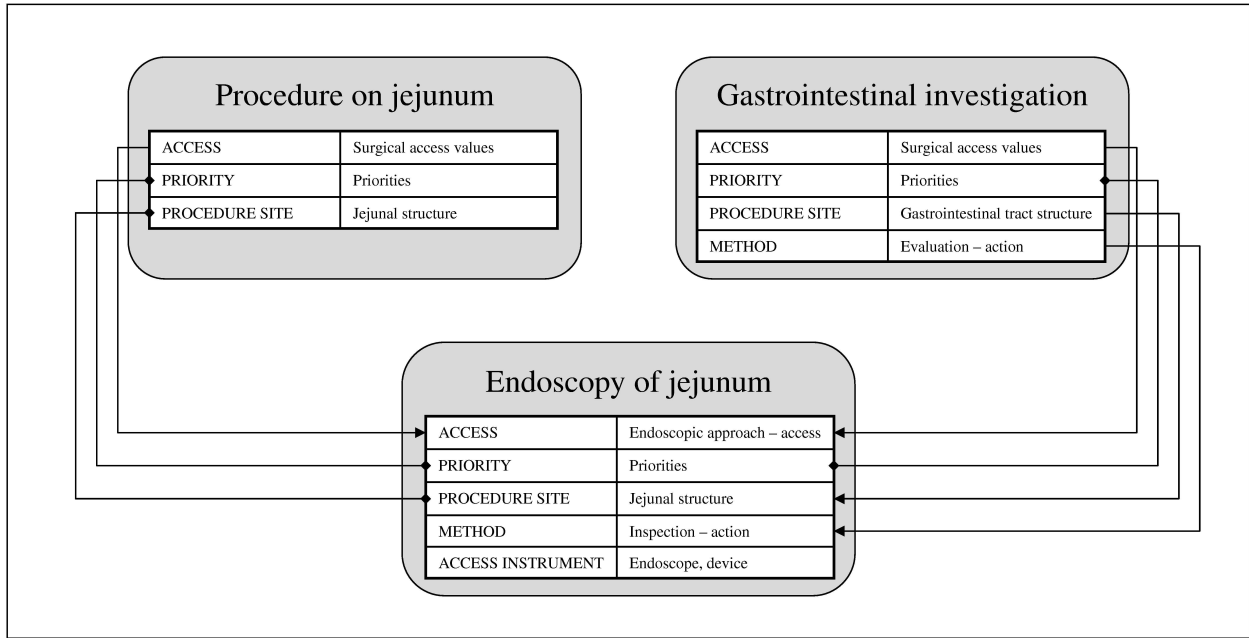 Procedure on jejunum
ACCESS Surgical access values
PRIORITY Priorities
PROCEDURE SITE Jejunal structure
Gastrointestinal investigation
ACCESS Surgical access values
PRIORITY Priorities
PROCEDURE SITE Gastrointestinal tract structure
METHOD Evaluation – action
Endoscopy of jejunum
ACCESS Endoscopic approach – access
PRIORITY Priorities
PROCEDURE SITE Jejunal structure
METHOD Inspection – action
ACCESS INSTRUMENT Endoscope, device